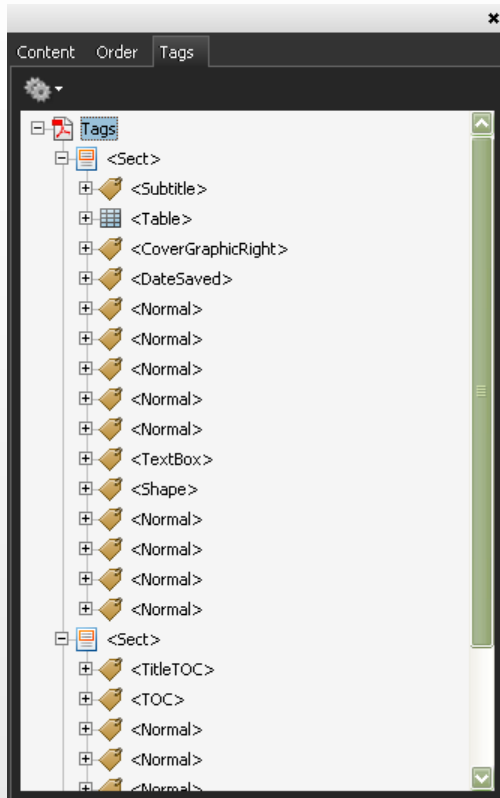 Content Order Tags
Tags
<Sect>
<Subtitle>
<Table>
<CoverGraphicRight>
<DateSaved>
<Normal>
<Normal>
<Normal>
<Normal>
<Normal>
<TextBox>
<Shape>
<Normal>
<Normal>
<Normal>
<Normal>
<Sect>
<TitleTOC>
<TOC>
<Normal>
<Normal>
<Normal>